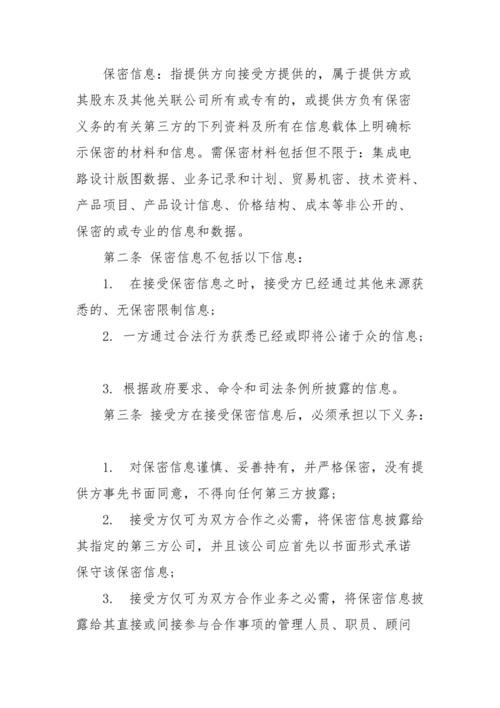 保密信息：指提供方向接受方提供的，属于提供方或
其股东及其他关联公司所有或专有的，或提供方负有保密
义务的有关第三方的下列资料及所有在信息载体上明确标
示保密的材料和信息。需保密材料包括但不限于：集成电
路设计版图数据、业务记录和计划、贸易机密、技术资料、
产品项目、产品设计信息、价格结构、成本等非公开的、
保密的或专业的信息和数据。
第二条 保密信息不包括以下信息：
1. 在接受保密信息之时，接受方已经通过其他来源获
悉的、无保密限制信息;
2. 一方通过合法行为获悉已经或即将公诸于众的信息;
3. 根据政府要求、命令和司法条例所披露的信息。
第三条 接受方在接受保密信息后，必须承担以下义务：
1. 对保密信息谨慎、妥善持有，并严格保密，没有提
供方事先书面同意，不得向任何第三方披露;
2. 接受方仅可为双方合作之必需，将保密信息披露给
其指定的第三方公司，并且该公司应首先以书面形式承诺
保守该保密信息;
3. 接受方仅可为双方合作业务之必需，将保密信息披
露给其直接或间接参与合作事项的管理人员、职员、顾问